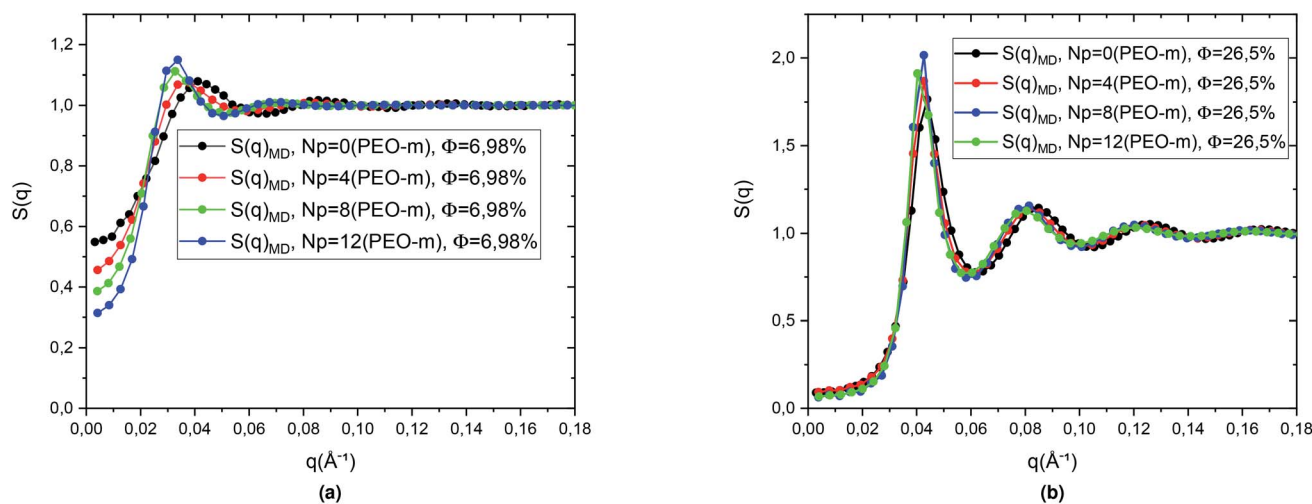 1,2
1,0
0,8
0,6
0,4
0,2
0,0
S(q)
S(q)MD, Np=0(PEO-m), Φ=6,98%
S(q)MD, Np=4(PEO-m), Φ=6,98%
S(q)MD, Np=8(PEO-m), Φ=6,98%
S(q)MD, Np=12(PEO-m), Φ=6,98%
0,00 0,02 0,04 0,06 0,08 0,10 0,12 0,14 0,16 0,18
q(Å⁻¹)
(a)
2,0
1,5
1,0
0,5
0,0
S(q)
S(q)MD, Np=0(PEO-m), Φ=26,5%
S(q)MD, Np=4(PEO-m), Φ=26,5%
S(q)MD, Np=8(PEO-m), Φ=26,5%
S(q)MD, Np=12(PEO-m), Φ=26,5%
0,00 0,02 0,04 0,06 0,08 0,10 0,12 0,14 0,16 0,18
q(Å⁻¹)
(b)